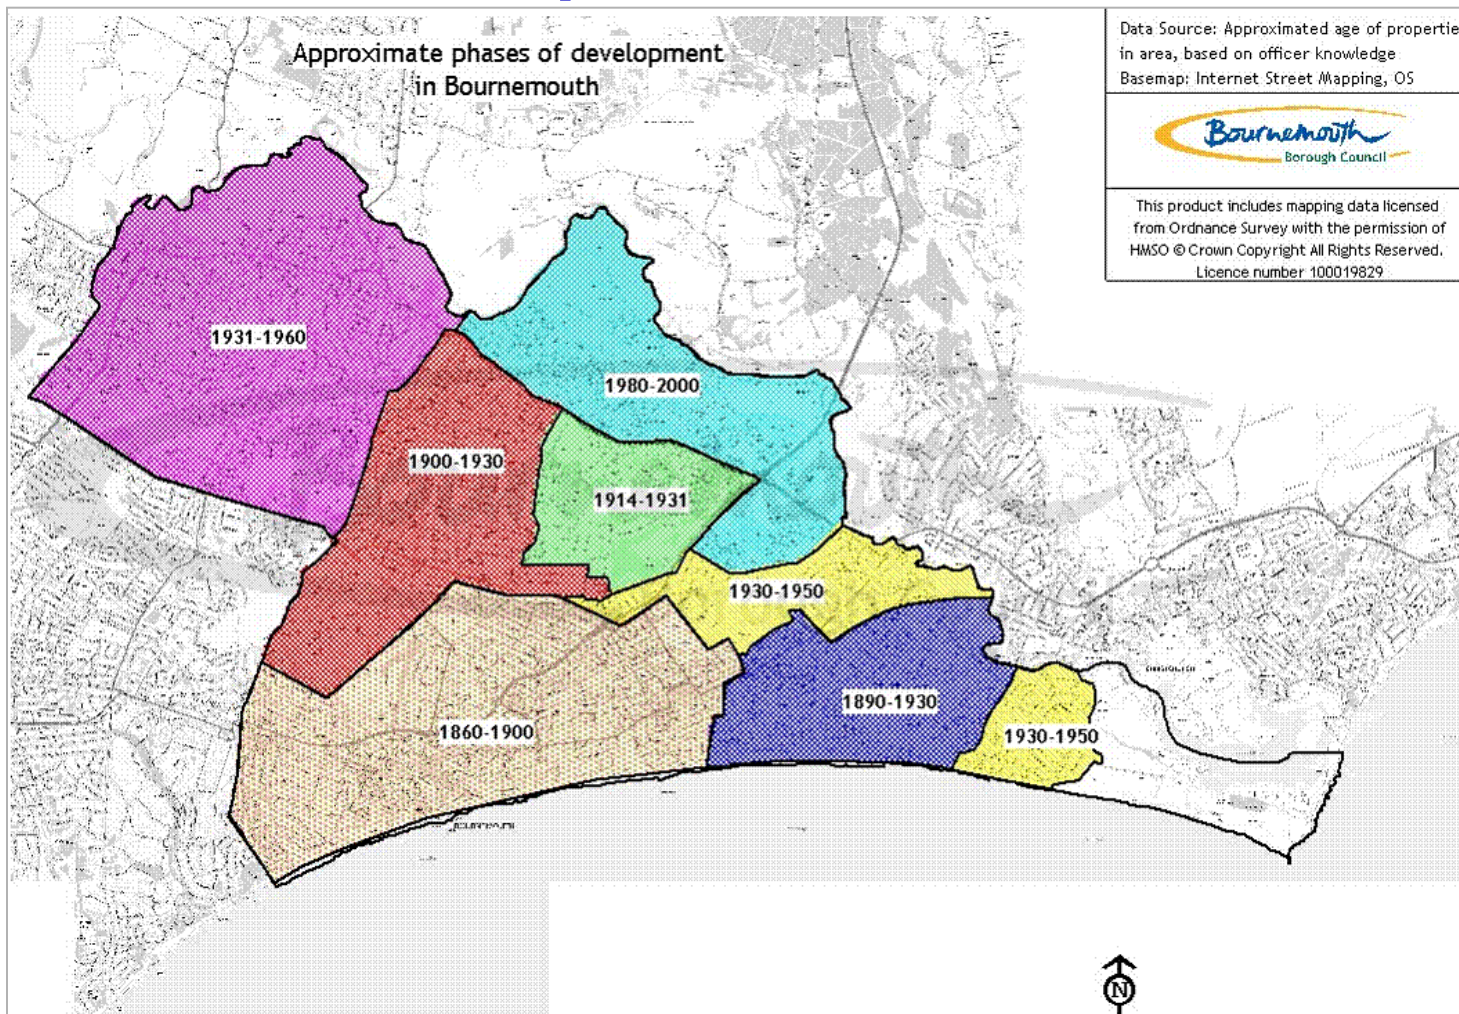 Approximate phases of development
in Bournemouth
Data Source: Approximated age of propertie
in area, based on officer knowledge
Basemap: Internet Street Mapping, OS
Bournemouth
Borough Council
This product includes mapping data licensed
from Ordnance Survey with the permission of
HMSO © Crown Copyright All Rights Reserved.
Licence number 100019829
1931-1960
1980-2000
1900-1930
1914-1931
1930-1950
1890-1930
1860-1900
1930-1950
N